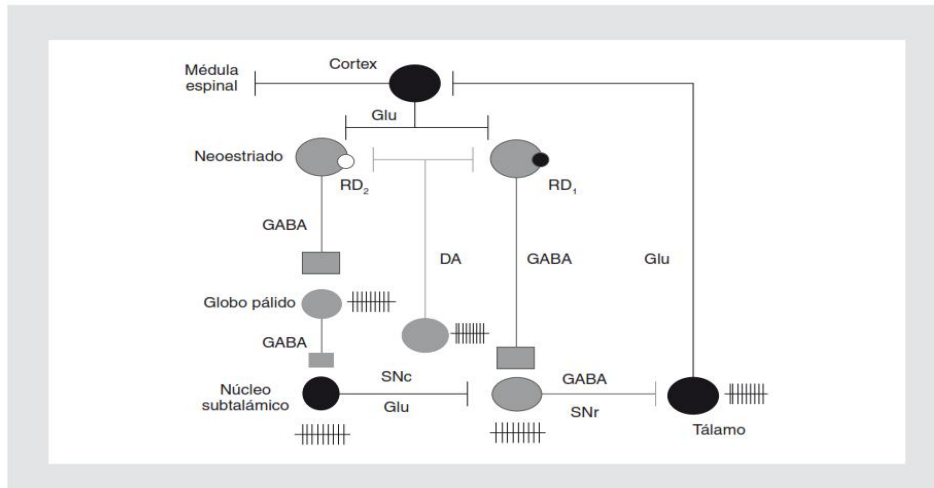 Médula
espinal
Cortex
Glu
Neoestriado
RD2
RD1
GABA
DA
GABA
Glu
Globo pálido
GABA
SNc
GABA
Núcleo
subtalámico
Glu
SNr
Tálamo